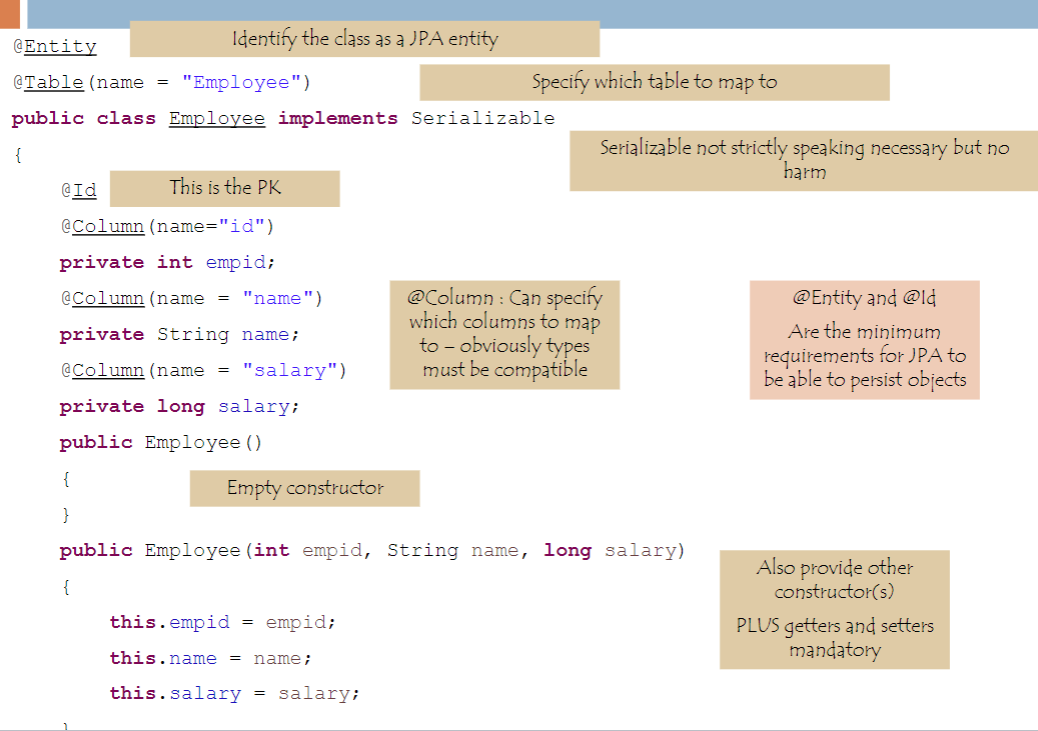 @Entity
Identify the class as a JPA entity
@Table(name = "Employee")
Specify which table to map to
public class Employee implements Serializable
Serializable not strictly speaking necessary but no
harm
{
@Id
This is the PK
@Column(name="id")
private int empid;
@Column(name = "name")
private String name;
@Column(name = "salary")
private long salary;
@Column : Can specify
which columns to map
to – obviously types
must be compatible
@Entity and @Id
Are the minimum
requirements for JPA to
be able to persist objects
public Employee()
{
Empty constructor
}
public Employee(int empid, String name, long salary)
{
Also provide other
constructor(s)
PLUS getters and setters
mandatory
this.empid = empid;
this.name = name;
this.salary = salary;
}